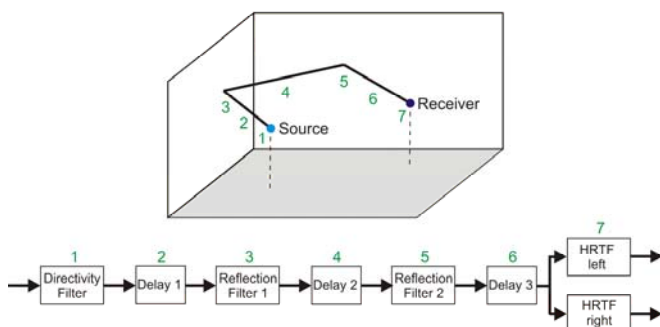 5
4
3
6
2
7
Receiver
1
Source
1
2
3
4
5
6
7
Directivity
Filter
Delay 1
Reflection
Filter 1
Delay 2
Reflection
Filter 2
Delay 3
HRTF
left
HRTF
right